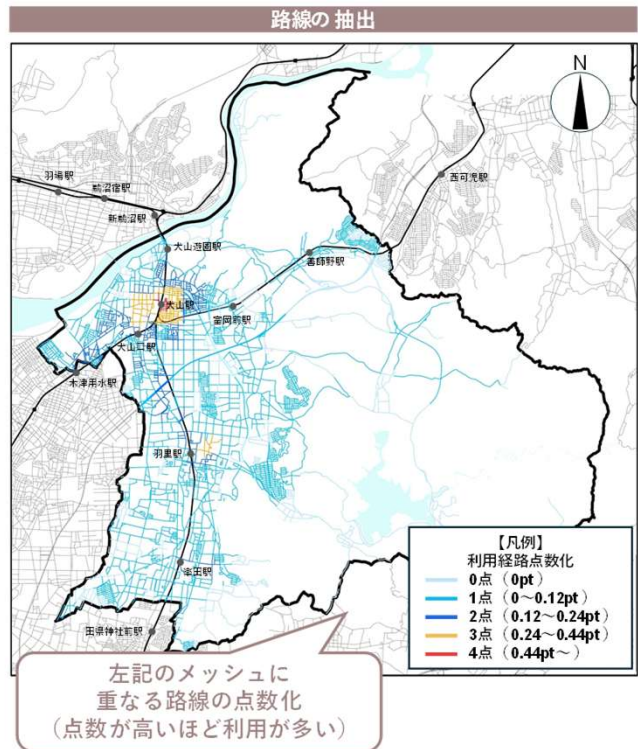 路線の抽出
N
羽場駅
鵜沼宿駅
西可児駅
新鵜沼駅
犬山遊園駅
善師野駅
犬山駅
富岡前駅
犬山口駅
木津用水駅
羽黒駅
楽田駅
田県神社前駅
【凡例】
利用経路点数化
0点（0pt）
1点（0～0.12pt）
2点（0.12～0.24pt）
3点（0.24～0.44pt）
4点（0.44pt～）
左記のメッシュに
重なる路線の点数化
（点数が高いほど利用が多い）